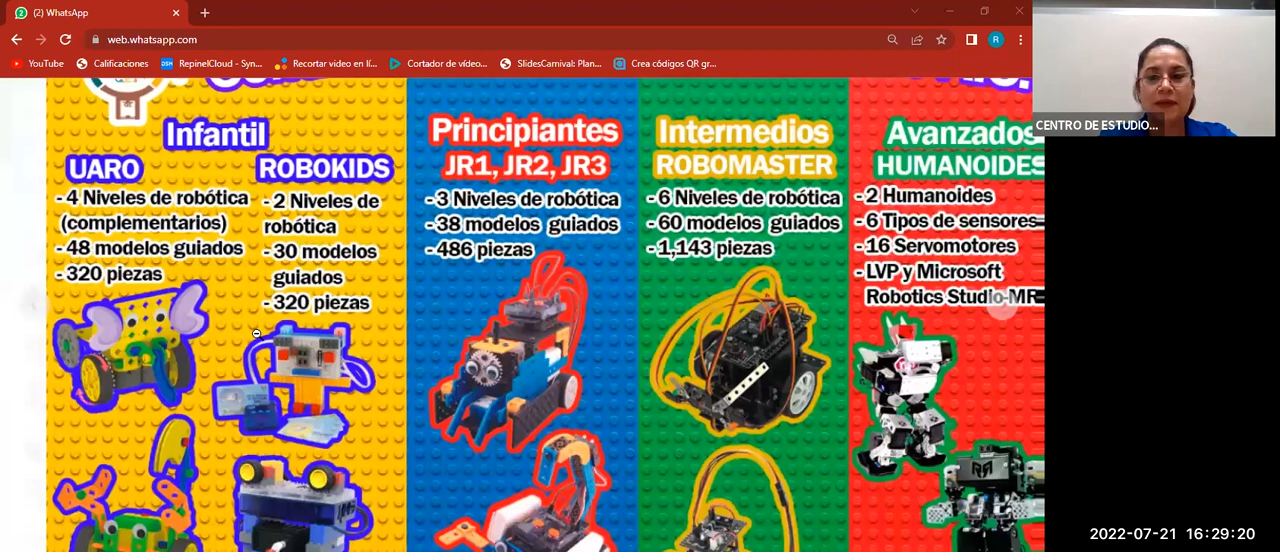 (2) WhatsApp
web.whatsapp.com
R
YouTube
Calificaciones
DSH
RepinelCloud - Syn...
Recortar video en lí...
Cortador de vídeo...
SlidesCarnival: Plan...
Crea códigos QR gr...
CENTRO DE ESTUDIO...
Infantil
UARO
- 4 Niveles de robótica
(complementarios)
- 48 modelos guiados
- 320 piezas
ROBOKIDS
- 2 Niveles de
robótica
- 30 modelos
guiados
- 320 piezas
Principiantes
JR1, JR2, JR3
- 3 Niveles de robótica
- 38 modelos guiados
- 486 piezas
Intermedios
ROBOMASTER
- 6 Niveles de robótica
- 60 modelos guiados
- 1,143 piezas
Avanzados
HUMANOIDES
- 2 Humanoides
- 6 Tipos de sensores
- 16 Servomotores
- LVP y Microsoft
Robotics Studio-MR
2022-07-21 16:29:20